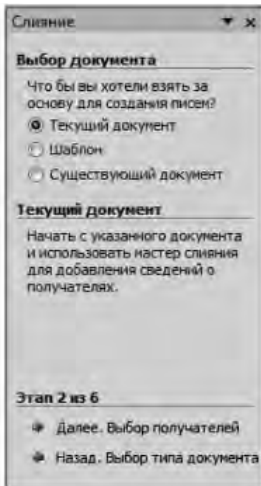 Слияние
Выбор документа
Что бы вы хотели взять за
основу для создания писем?
Текущий документ
Шаблон
Существующий документ
Текущий документ
Начать с указанного документа
и использовать мастер слияния
для добавления сведений о
получателях.
Этап 2 из 6
Далее. Выбор получателей
Назад. Выбор типа документа